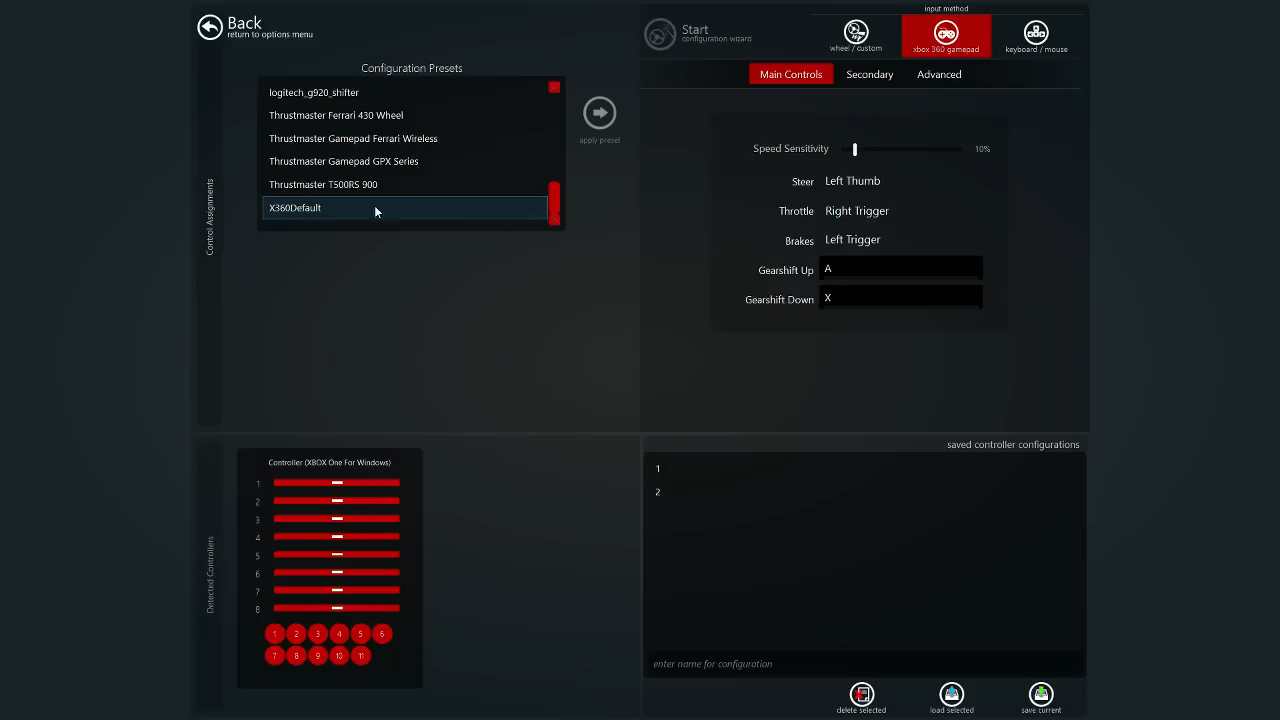 Back
return to options menu
Start
configuration wizard
input method
wheel / custom
xbox 360 gamepad
keyboard / mouse
Configuration Presets
logitech_g920_shifter
Thrustmaster Ferrari 430 Wheel
Thrustmaster Gamepad Ferrari Wireless
Thrustmaster Gamepad GPX Series
Thrustmaster T500RS 900
X360Default
apply preset
Control Assignments
Main Controls
Secondary
Advanced
Speed Sensitivity
10%
Steer Left Thumb
Throttle Right Trigger
Brakes Left Trigger
Gearshift Up A
Gearshift Down X
Detected Controllers
Controller (XBOX One For Windows)
1
2
3
4
5
6
7
8
1 2 3 4 5 6
7 8 9 10 11
saved controller configurations
1
2
enter name for configuration
delete selected
load selected
save current